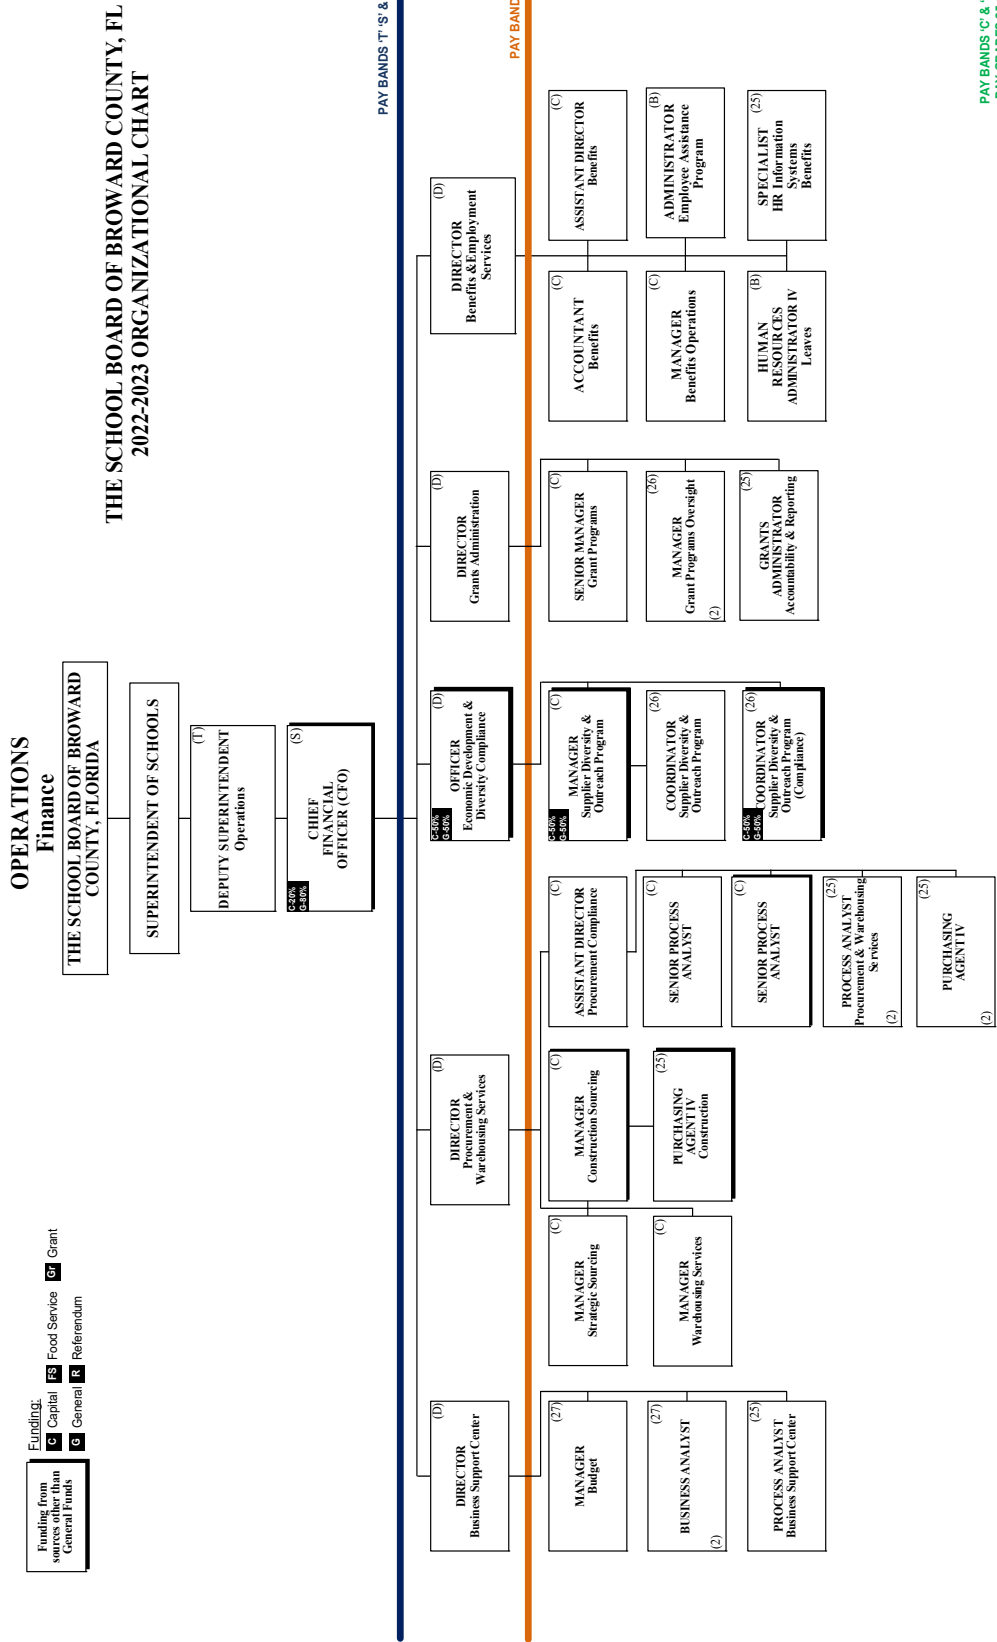 OPERATIONS
Finance
THE SCHOOL BOARD OF BROWARD COUNTY, FL
2022-2023 ORGANIZATIONAL CHART
Funding from
sources other than
General Funds
Funding:
C Capital FS Food Service Gr Grant
G General R Referendum
THE SCHOOL BOARD OF BROWARD
COUNTY, FLORIDA
SUPERINTENDENT OF SCHOOLS
(T)
DEPUTY SUPERINTENDENT
Operations
(S)
C-20%
G-80%
CHIEF
FINANCIAL
OFFICER (CFO)
PAY BANDS 'T' 'S' &
(D)
DIRECTOR
Business Support Center
(D)
DIRECTOR
Procurement &
Warehousing Services
(D)
C-50%
G-50%
OFFICER
Economic Development &
Diversity Compliance
(D)
DIRECTOR
Grants Administration
(D)
DIRECTOR
Benefits & Employment
Services
PAY BAND
(27)
MANAGER
Budget
(27)
BUSINESS ANALYST
(2)
(25)
PROCESS ANALYST
Business Support Center
(C)
MANAGER
Strategic Sourcing
(C)
MANAGER
Warehousing Services
(C)
MANAGER
Construction Sourcing
(25)
PURCHASING
AGENT IV
Construction
(C)
ASSISTANT DIRECTOR
Procurement Compliance
(C)
SENIOR PROCESS
ANALYST
(C)
SENIOR PROCESS
ANALYST
(25)
PROCESS ANALYST
Procurement & Warehousing
Services
(2)
(25)
PURCHASING
AGENT IV
(2)
(C)
C-50%
G-50%
MANAGER
Supplier Diversity &
Outreach Program
(26)
COORDINATOR
Supplier Diversity &
Outreach Program
(26)
C-50%
G-50%
COORDINATOR
Supplier Diversity &
Outreach Program
(Compliance)
(C)
SENIOR MANAGER
Grant Programs
(26)
MANAGER
Grant Programs Oversight
(2)
(25)
GRANTS
ADMINISTRATOR
Accountability & Reporting
(C)
ACCOUNTANT
Benefits
(C)
MANAGER
Benefits Operations
(B)
HUMAN
RESOURCES
ADMINISTRATOR IV
Leaves
(C)
ASSISTANT DIRECTOR
Benefits
(B)
ADMINISTRATOR
Employee Assistance
Program
(25)
SPECIALIST
HR Information
Systems
Benefits
PAY BANDS 'C' &